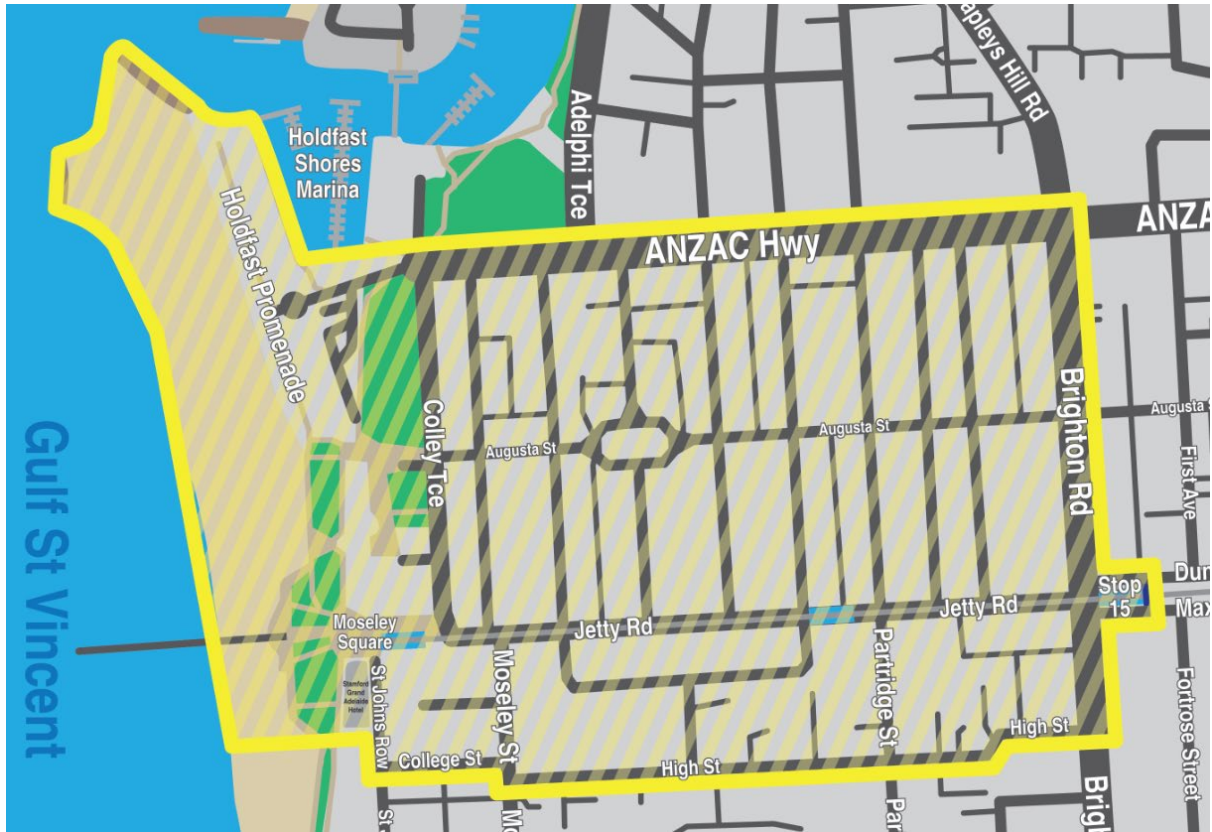 apleys Hill Rd
Adelphi Tce
Holdfast
Shores
Marina
ANZAC Hwy
ANZA
Holdfast Promenade
Colley Tce
Brighton Rd
Augusta St
Augusta St
Augusta S
First Ave
Gulf St Vincent
Stop
15
Dun
Max
Jetty Rd
Jetty Rd
Moseley
Square
Stamford
Grand
Adelaide
Hotel
St Johns Row
Moseley St
Partridge St
Fortrose Street
High St
College St
High St
St J
Mo
Par
Brig